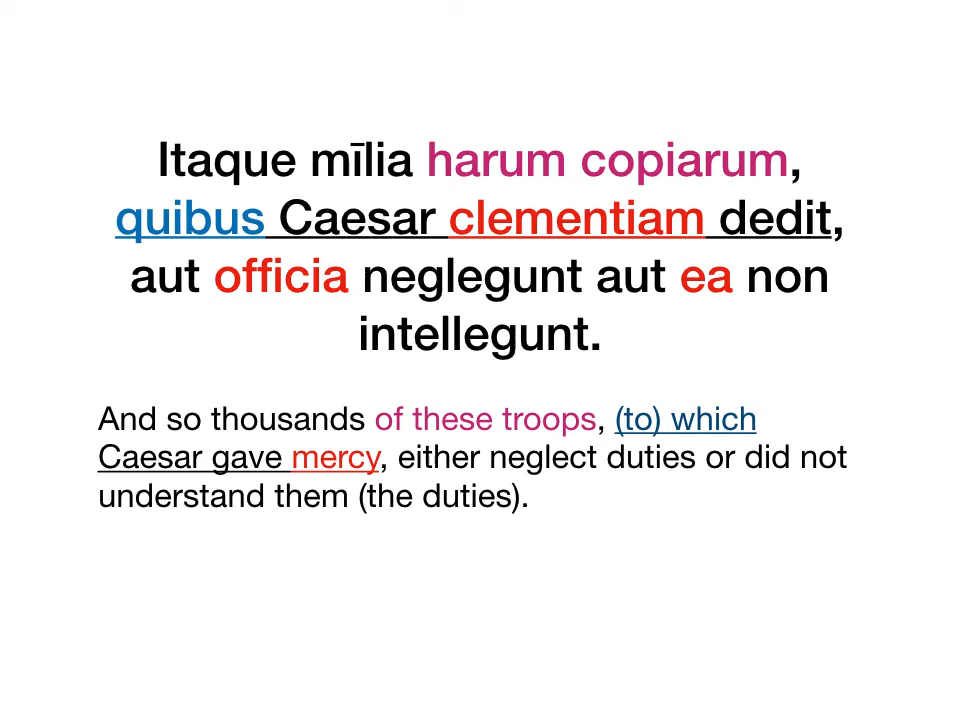 Itaque mīlia harum copiarum,
quibus Caesar clementiam dedit,
aut officia neglegunt aut ea non
intellegunt.
And so thousands of these troops, (to) which
Caesar gave mercy, either neglect duties or did not
understand them (the duties).